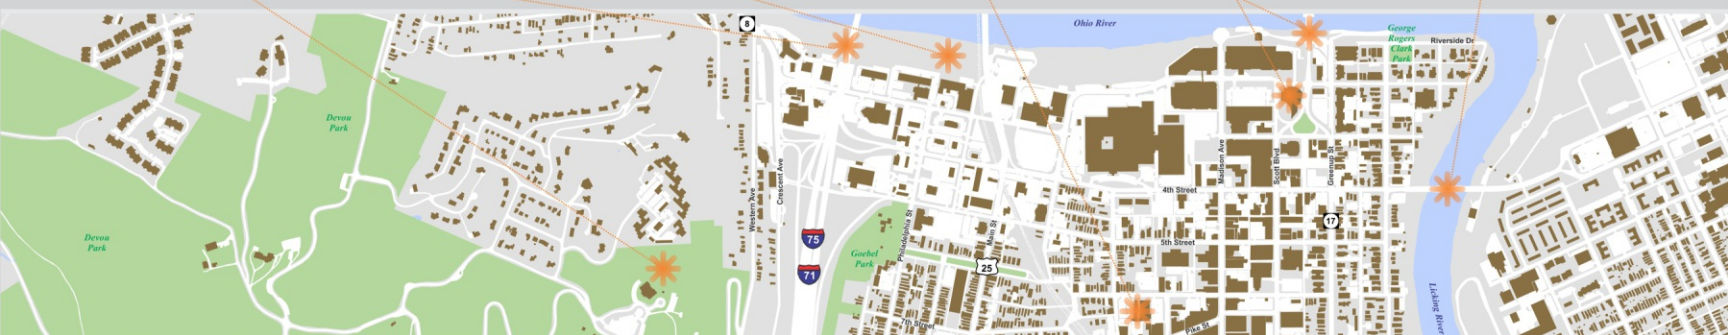 8
Ohio River
George
Rogers
Clark
Park
Riverside Dr
Devou
Park
Madison Ave
Scott Blvd
Greenup St
Western Ave
Crescent Ave
4th Street
17
Devou
Park
75
71
Goebel
Park
Philadelphia St
Main St
25
5th Street
7th Street
Pike St
Licking River